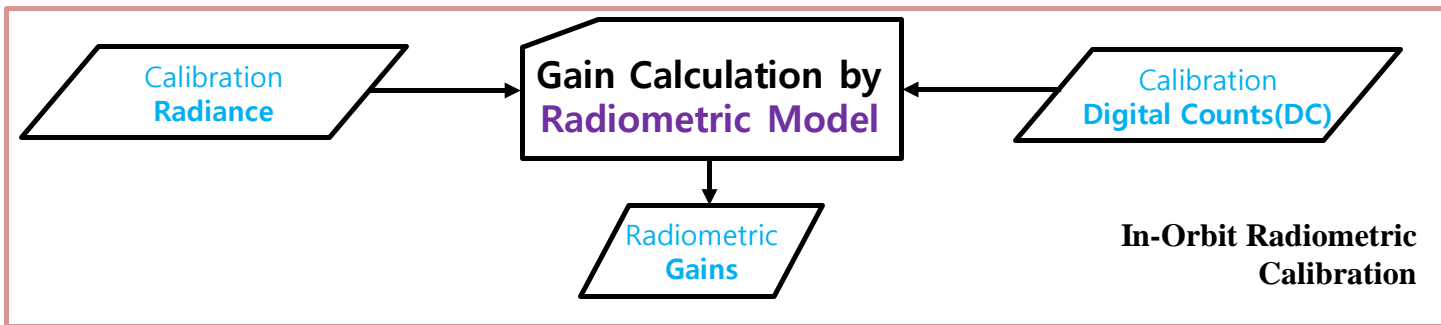 Calibration
Radiance
Gain Calculation by
Radiometric Model
Calibration
Digital Counts(DC)
Radiometric
Gains
In-Orbit Radiometric
Calibration